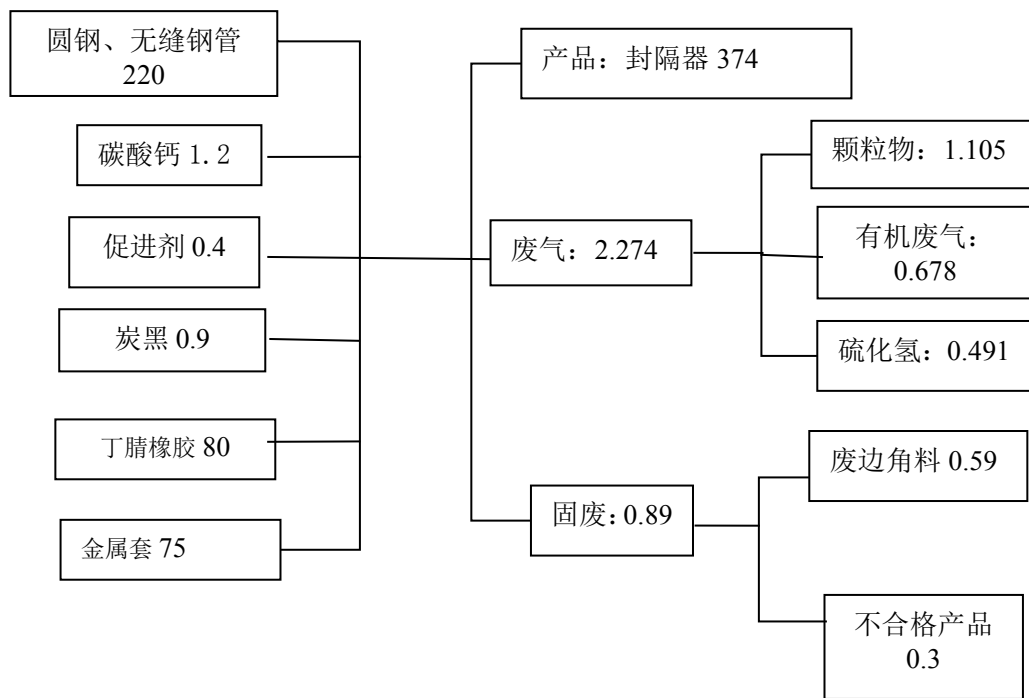 圆钢、无缝钢管
220
碳酸钙 1.2
促进剂 0.4
炭黑 0.9
丁腈橡胶 80
金属套 75
产品：封隔器 374
废气：2.274
固废：0.89
颗粒物：1.105
有机废气：
0.678
硫化氢：0.491
废边角料 0.59
不合格产品
0.3